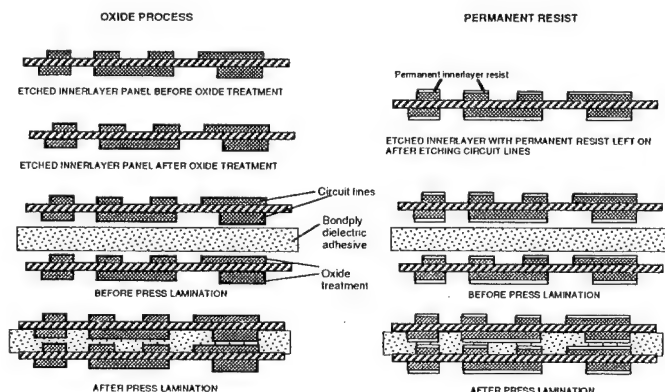 OXIDE PROCESS
ETCHED INNERLAYER PANEL BEFORE OXIDE TREATMENT
ETCHED INNERLAYER PANEL AFTER OXIDE TREATMENT
Circuit lines
Bondply
dielectric
adhesive
Oxide
treatment
BEFORE PRESS LAMINATION
AFTER PRESS LAMINATION
PERMANENT RESIST
Permanent innerlayer resist
ETCHED INNERLAYER WITH PERMANENT RESIST LEFT ON
AFTER ETCHING CIRCUIT LINES
BEFORE PRESS LAMINATION
AFTER PRESS LAMINATION